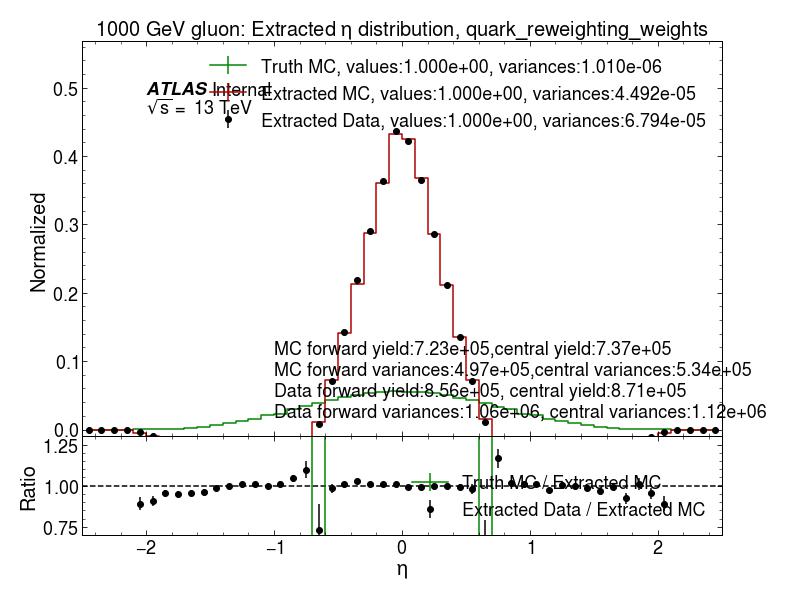 1000 GeV gluon: Extracted η distribution, quark_reweighting_weights
Truth MC, values:1.000e+00, variances:1.010e-06
ATLAS Internal
Extracted MC, values:1.000e+00, variances:4.492e-05
√s = 13 TeV
Extracted Data, values:1.000e+00, variances:6.794e-05
0.5
0.4
0.3
0.2
0.1
0.0
Normalized
MC forward yield:7.23e+05,central yield:7.37e+05
MC forward variances:4.97e+05,central variances:5.34e+05
Data forward yield:8.56e+05, central yield:8.71e+05
Data forward variances:1.06e+06, central variances:1.12e+06
1.25
1.00
0.75
Ratio
Truth MC / Extracted MC
Extracted Data / Extracted MC
−2 −1 0 1 2
η